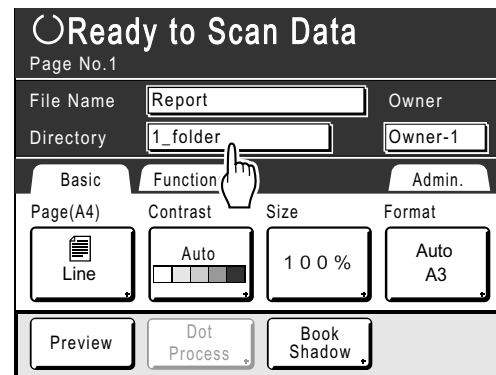 Ready to Scan Data
Page No.1
File Name Report Owner
Directory 1_folder Owner-1
Basic Function Admin.
Page(A4) Contrast Size Format
Line Auto 100% Auto
A3
Preview Dot Process Book Shadow